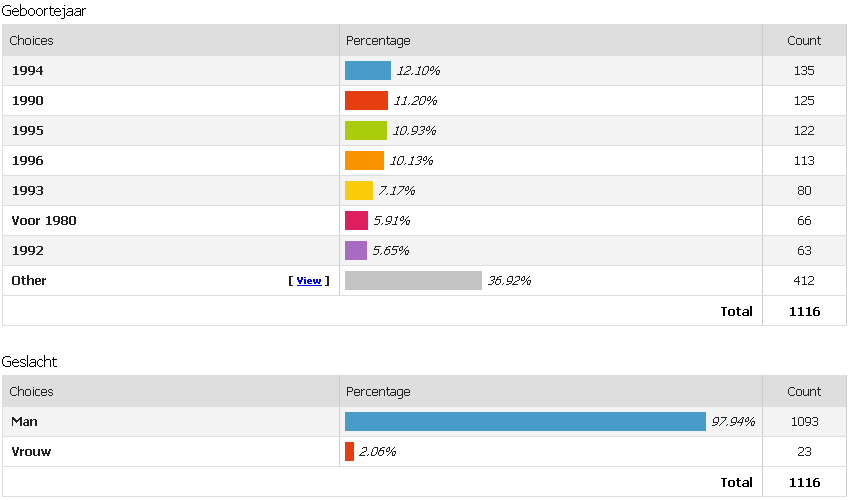 Geboortejaar
Choices Percentage Count
1994 12.10% 135
1990 11.20% 125
1995 10.93% 122
1996 10.13% 113
1993 7.17% 80
Voor 1980 5.91% 66
1992 5.65% 63
Other [ View ] 36.92% 412
Total 1116
Geslacht
Choices Percentage Count
Man 97.94% 1093
Vrouw 2.06% 23
Total 1116